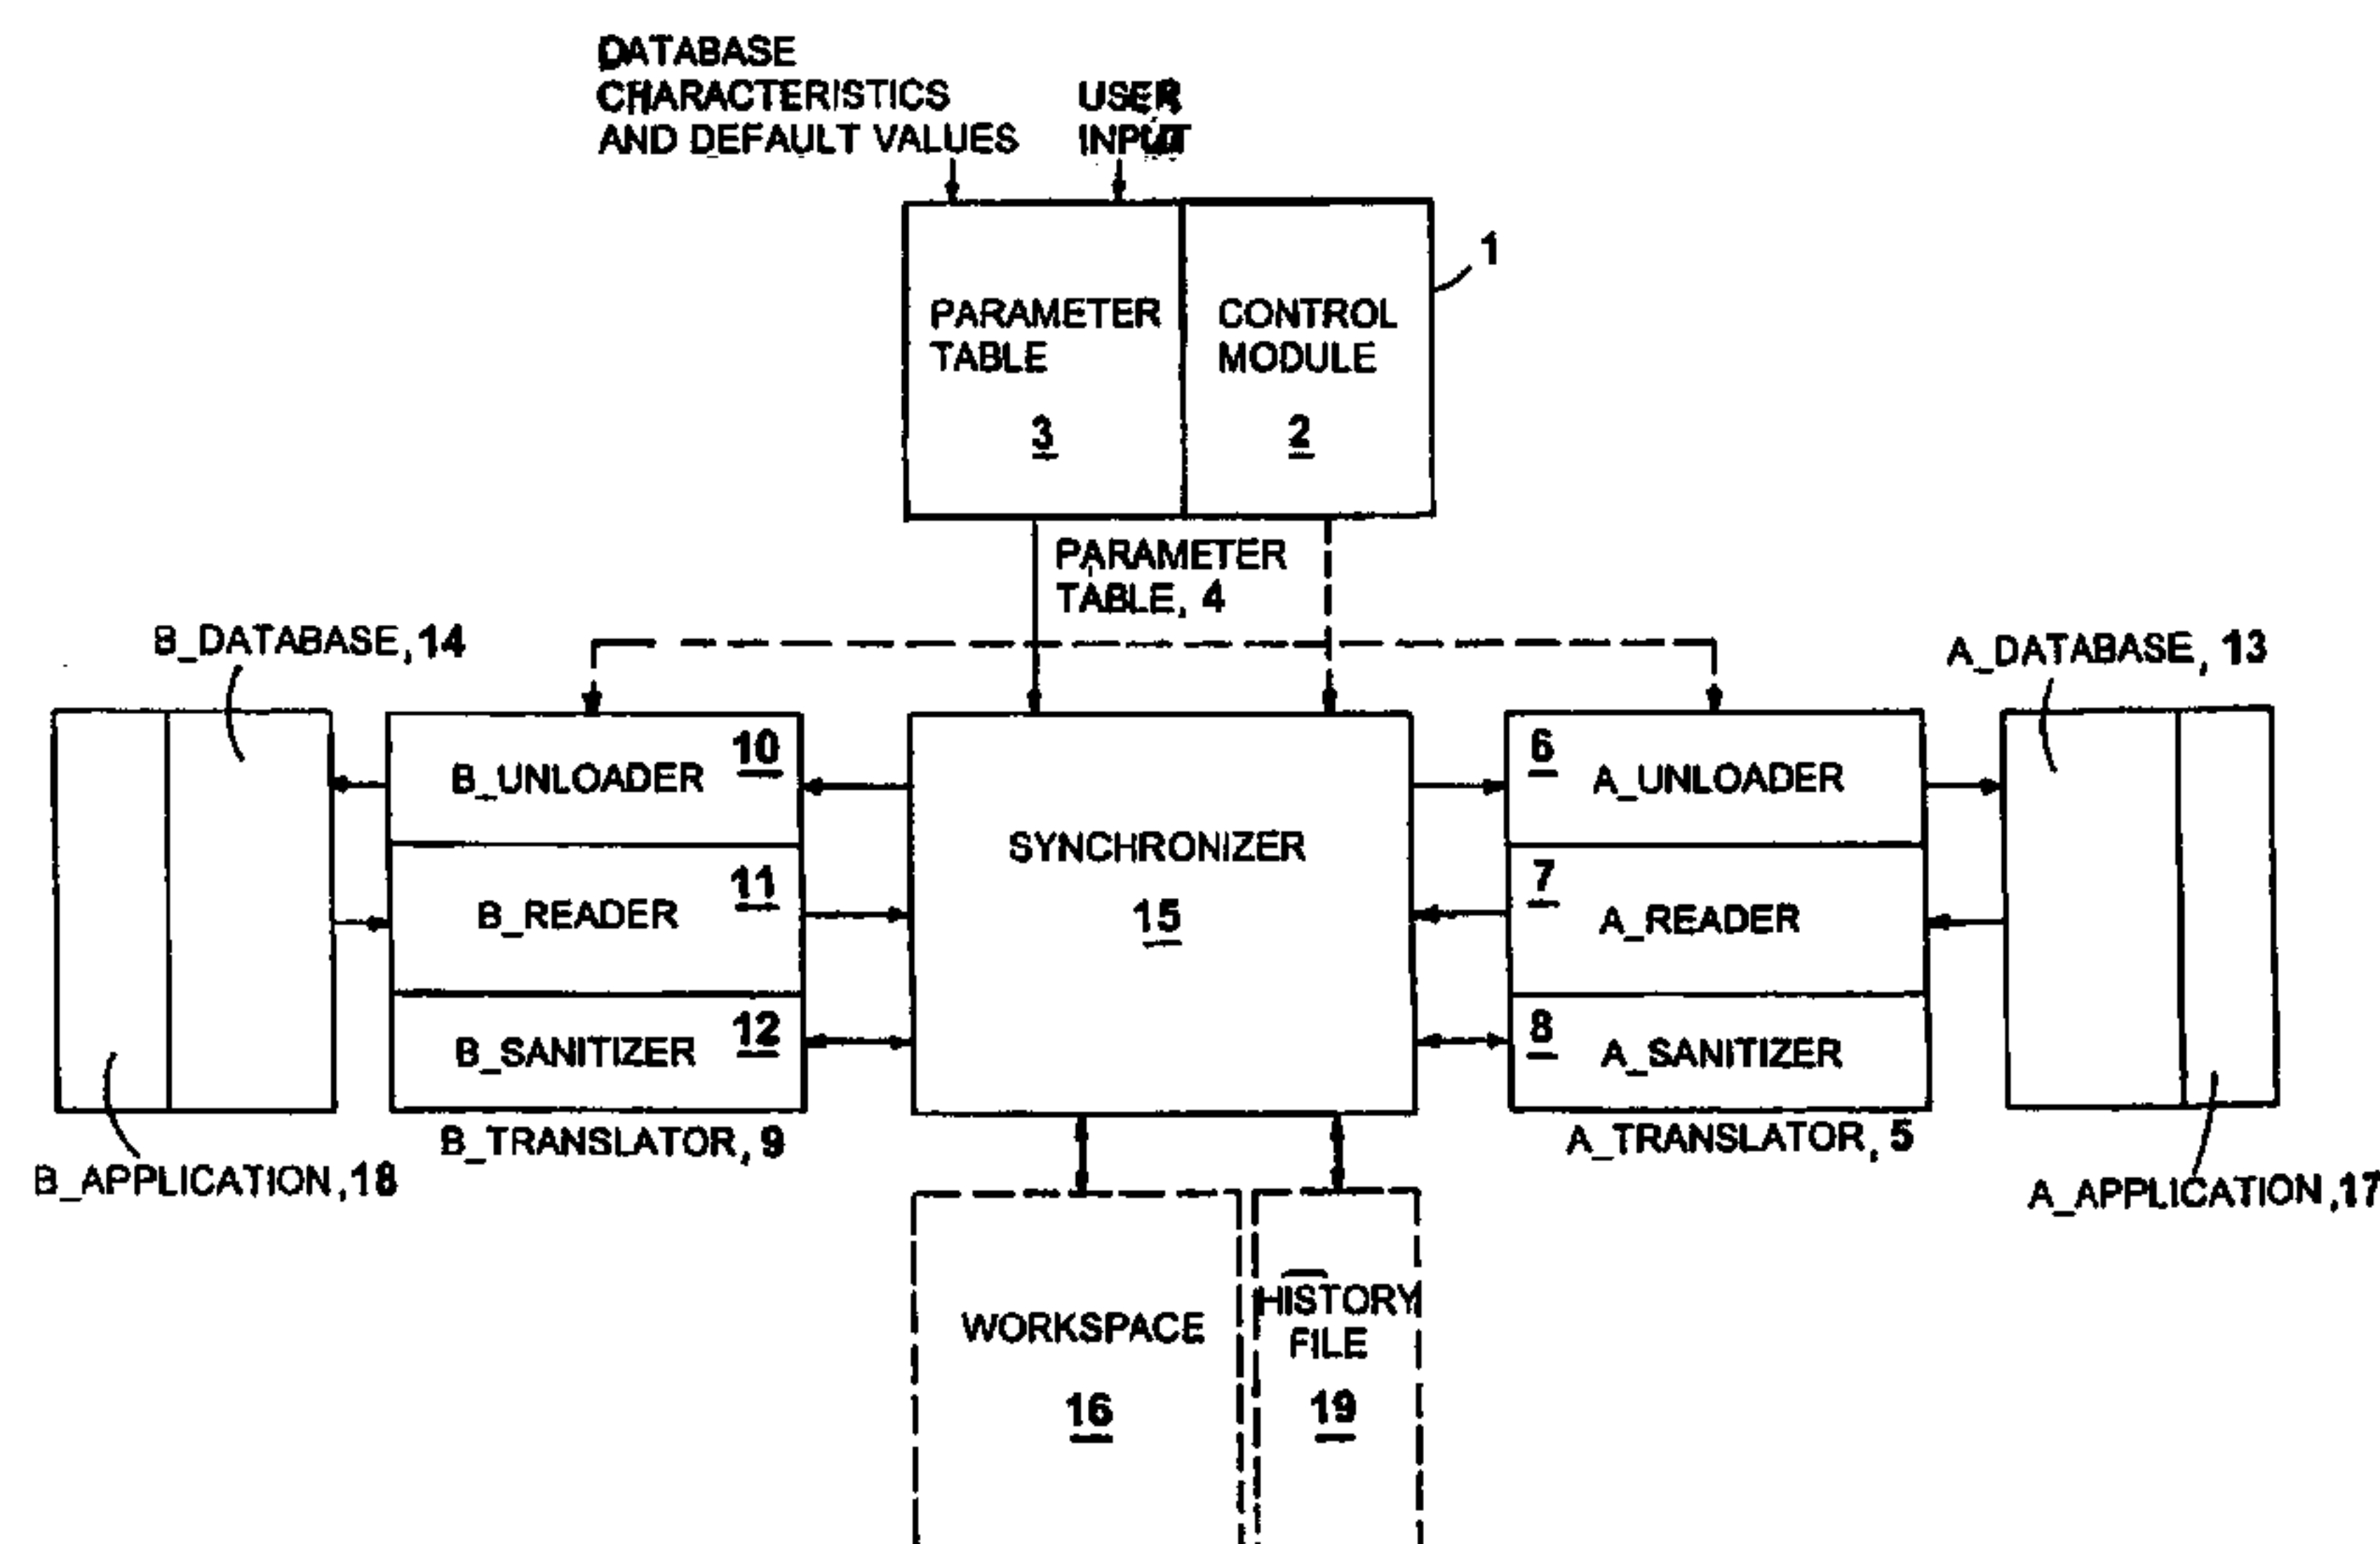 DATABASE
CHARACTERISTICS
AND DEFAULT VALUES
USER
INPUT
1
PARAMETER
TABLE
3
CONTROL
MODULE
2
PARAMETER
TABLE, 4
B_DATABASE, 14
A_DATABASE, 13
B_UNLOADER
10
B_READER
11
B_SANITIZER
12
SYNCHRONIZER
15
6
A_UNLOADER
7
A_READER
8
A_SANITIZER
B_TRANSLATOR, 9
A_TRANSLATOR, 5
B_APPLICATION, 18
A_APPLICATION, 17
WORKSPACE
16
HISTORY
FILE
19